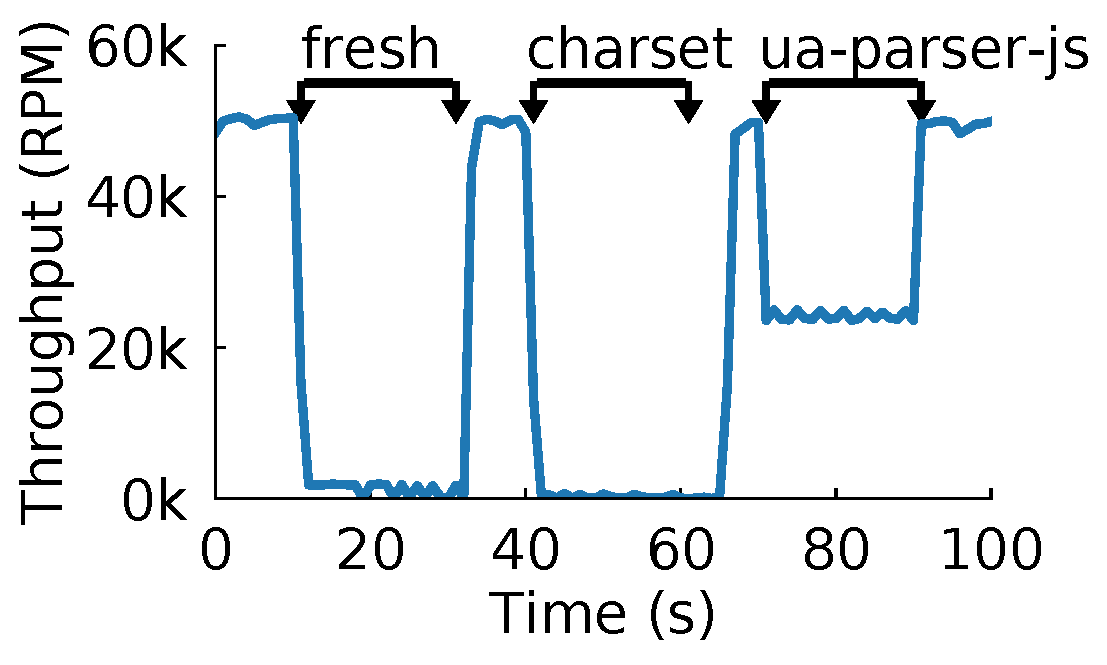 fresh charset ua-parser-js
Throughput (RPM)
60k
40k
20k
0k
0 20 40 60 80 100
Time (s)